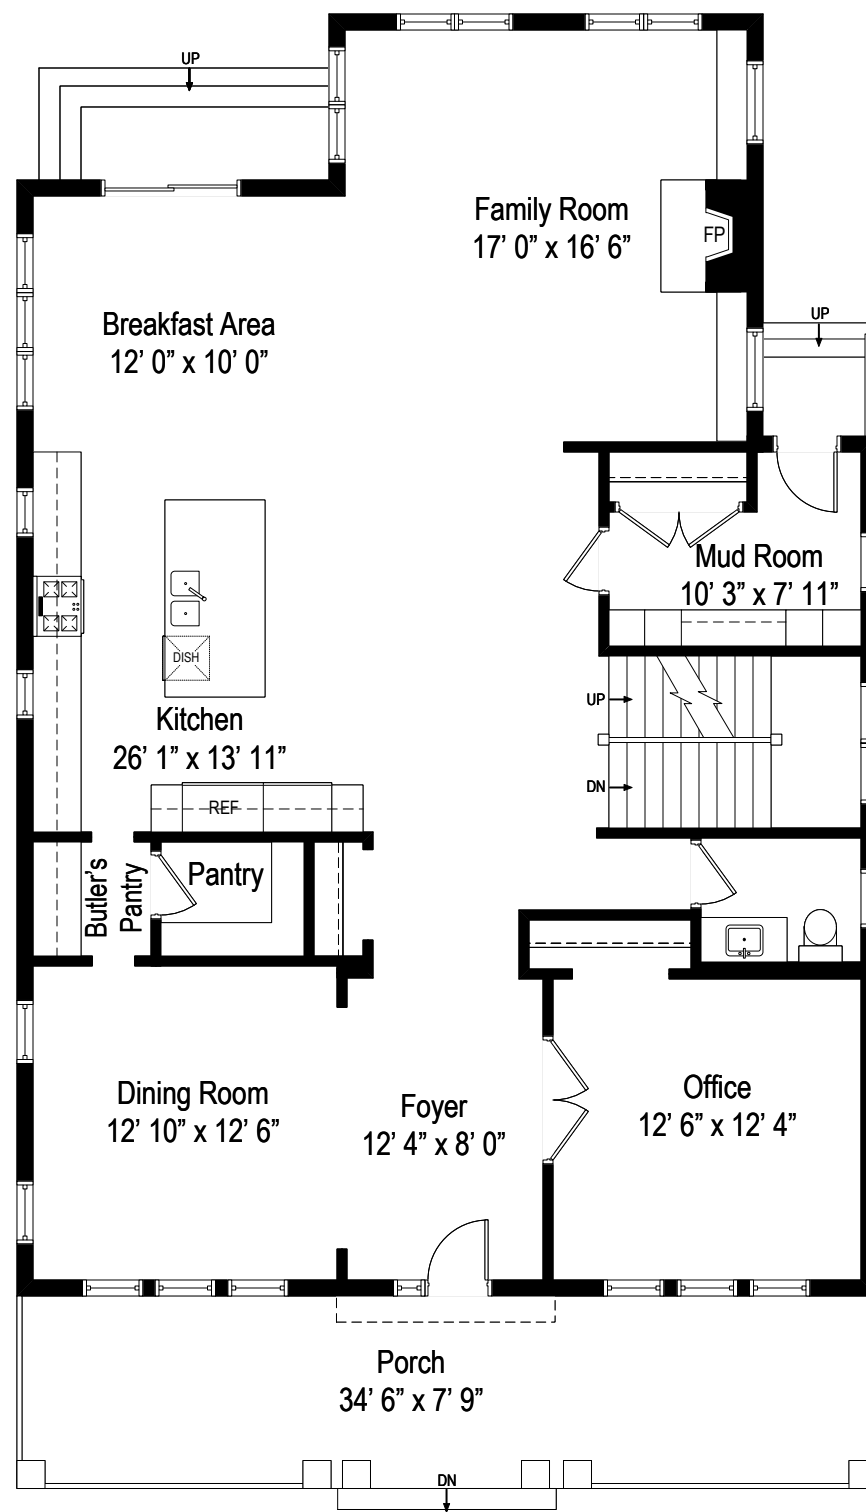 UP
Family Room
17’ 0” x 16’ 6”
FP
UP
Breakfast Area
12’ 0” x 10’ 0”
Mud Room
10’ 3” x 7’ 11”
DISH
UP
Kitchen
26’ 1” x 13’ 11”
DN
REF
Butler’s
Pantry
Pantry
Dining Room
12’ 10” x 12’ 6”
Foyer
12’ 4” x 8’ 0”
Office
12’ 6” x 12’ 4”
Porch
34’ 6” x 7’ 9”
DN